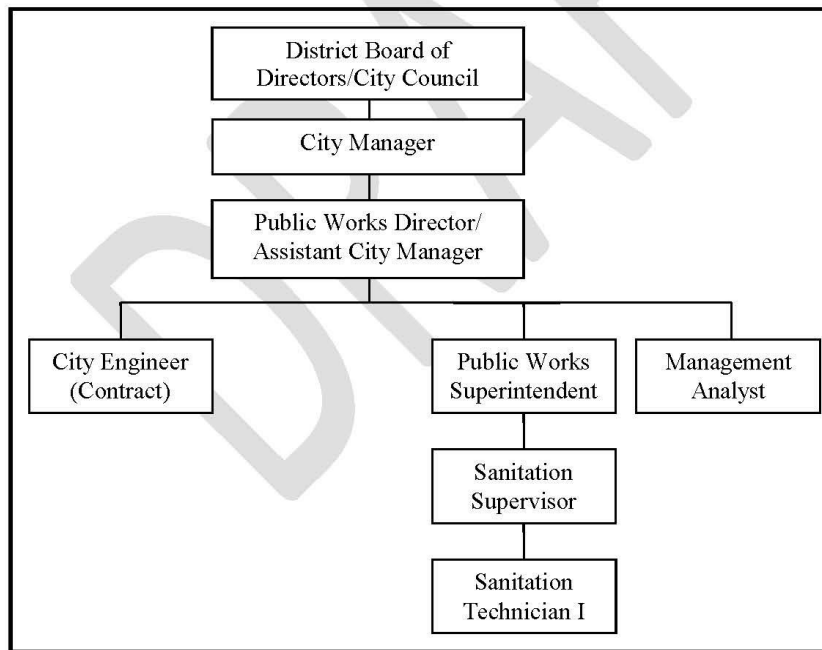 District Board of
Directors/City Council
City Manager
Public Works Director/
Assistant City Manager
City Engineer
(Contract)
Public Works
Superintendent
Management
Analyst
Sanitation
Supervisor
Sanitation
Technician I